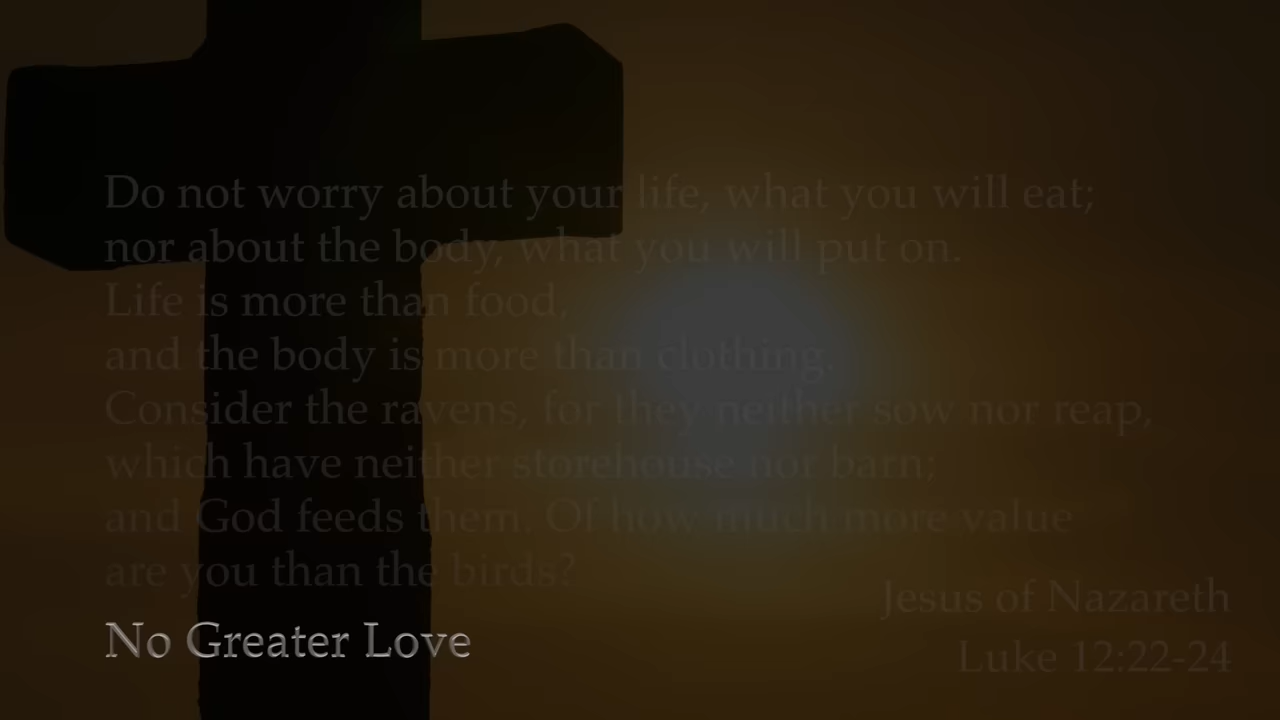 Do not worry about your life, what you will eat;
nor about the body, what you will put on.
Life is more than food,
and the body is more than clothing.
Consider the ravens, for they neither sow nor reap,
which have neither storehouse nor barn;
and God feeds them. Of how much more value
are you than the birds?
Jesus of Nazareth
No Greater Love
Luke 12:22-24